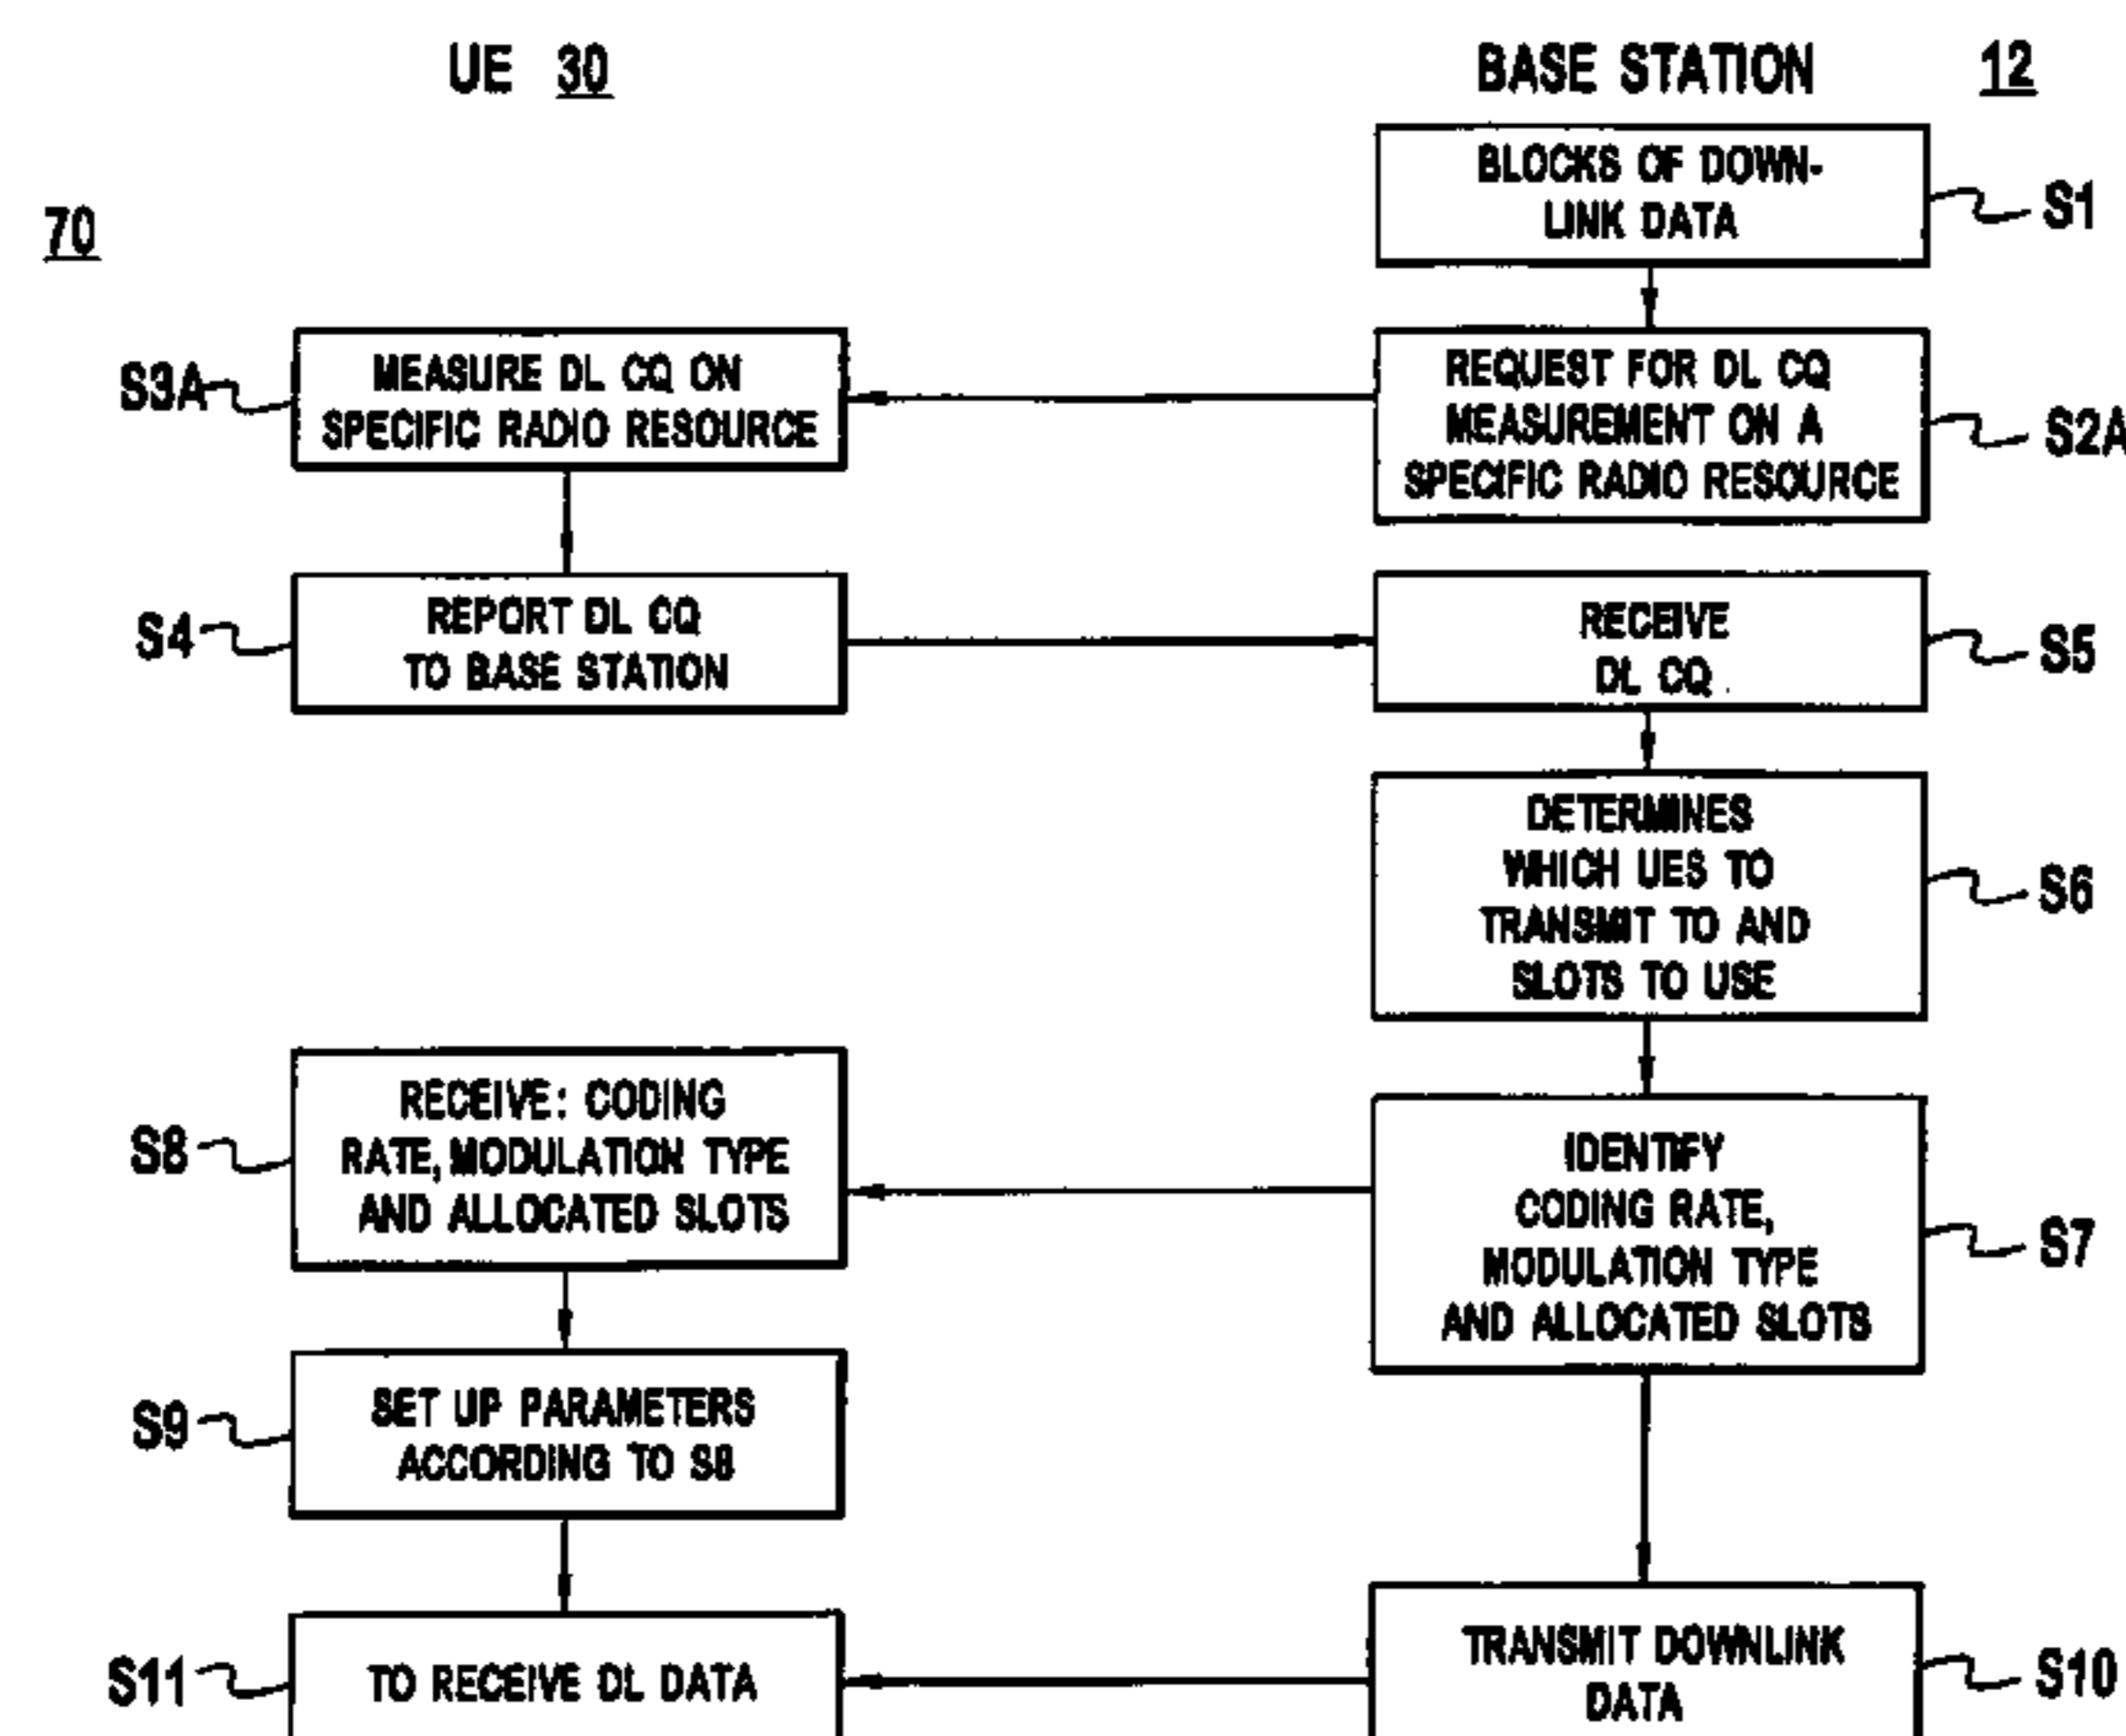 UE 30
BASE STATION 12
70
BLOCKS OF DOWN-
LINK DATA
S1
S3A
MEASURE DL CQ ON
SPECIFIC RADIO RESOURCE
REQUEST FOR DL CQ
MEASUREMENT ON A
SPECIFIC RADIO RESOURCE
S2A
S4
REPORT DL CQ
TO BASE STATION
RECEIVE
DL CQ
S5
DETERMINES
WHICH UES TO
TRANSMIT TO AND
SLOTS TO USE
S6
S8
RECEIVE: CODING
RATE, MODULATION TYPE
AND ALLOCATED SLOTS
IDENTIFY
CODING RATE,
MODULATION TYPE
AND ALLOCATED SLOTS
S7
S9
SET UP PARAMETERS
ACCORDING TO S8
S11
TO RECEIVE DL DATA
TRANSMIT DOWNLINK
DATA
S10